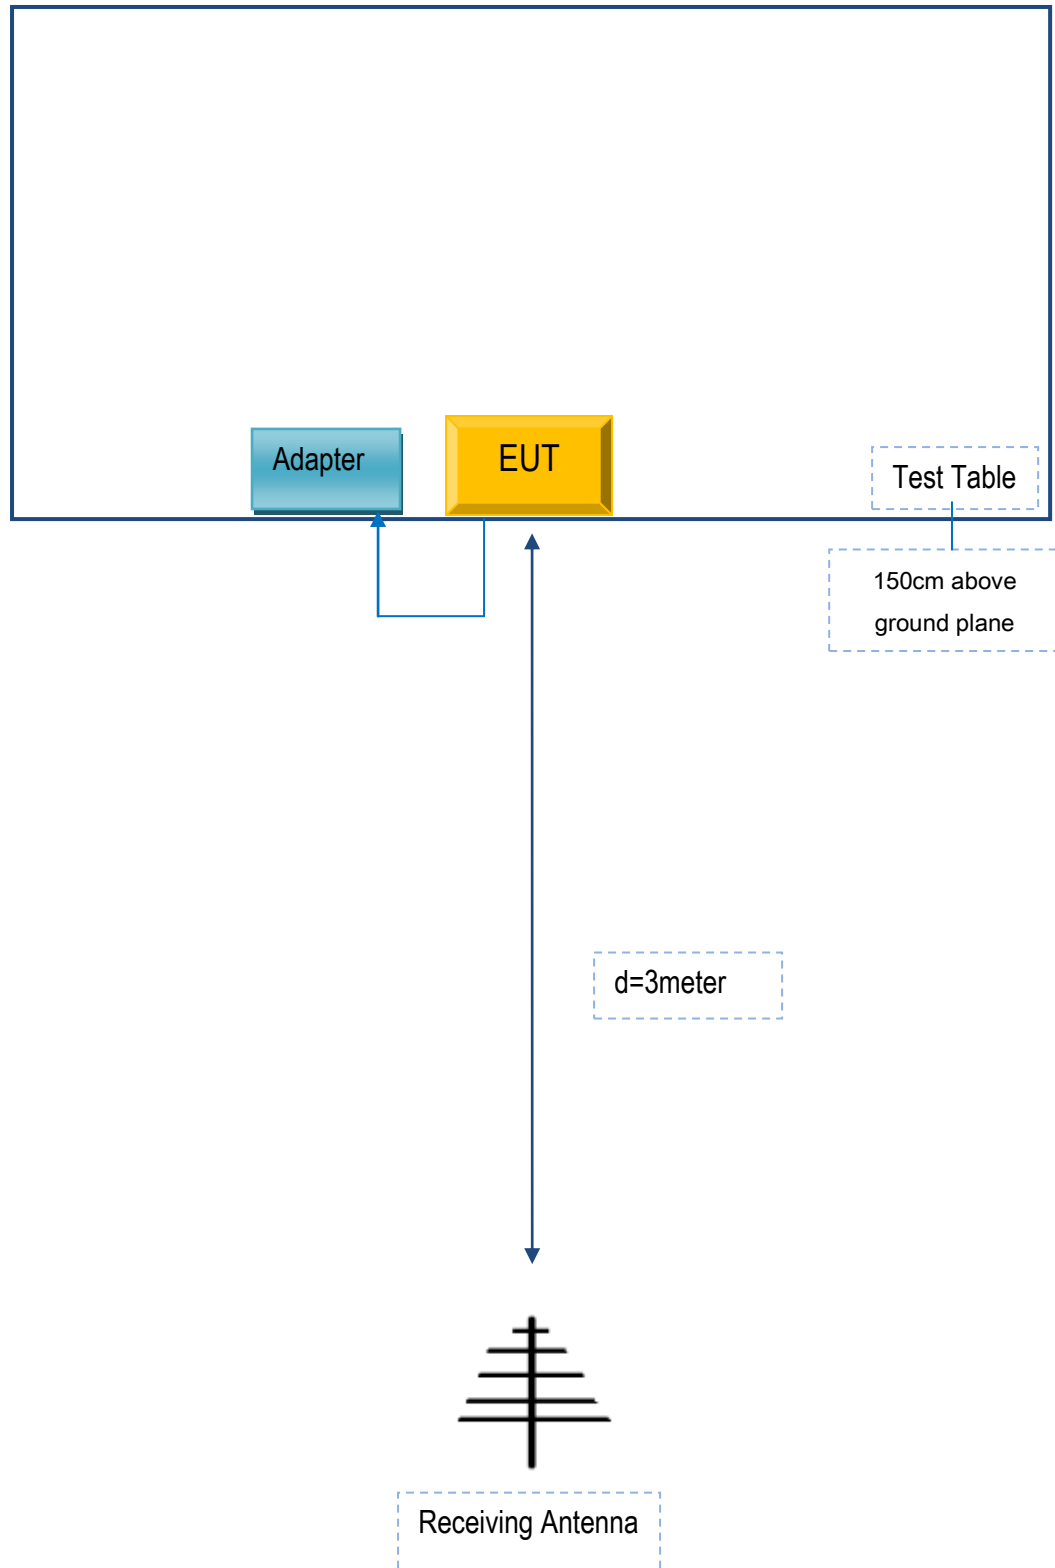 Adapter
EUT
Test Table
150cm above
ground plane
d=3meter
Receiving Antenna